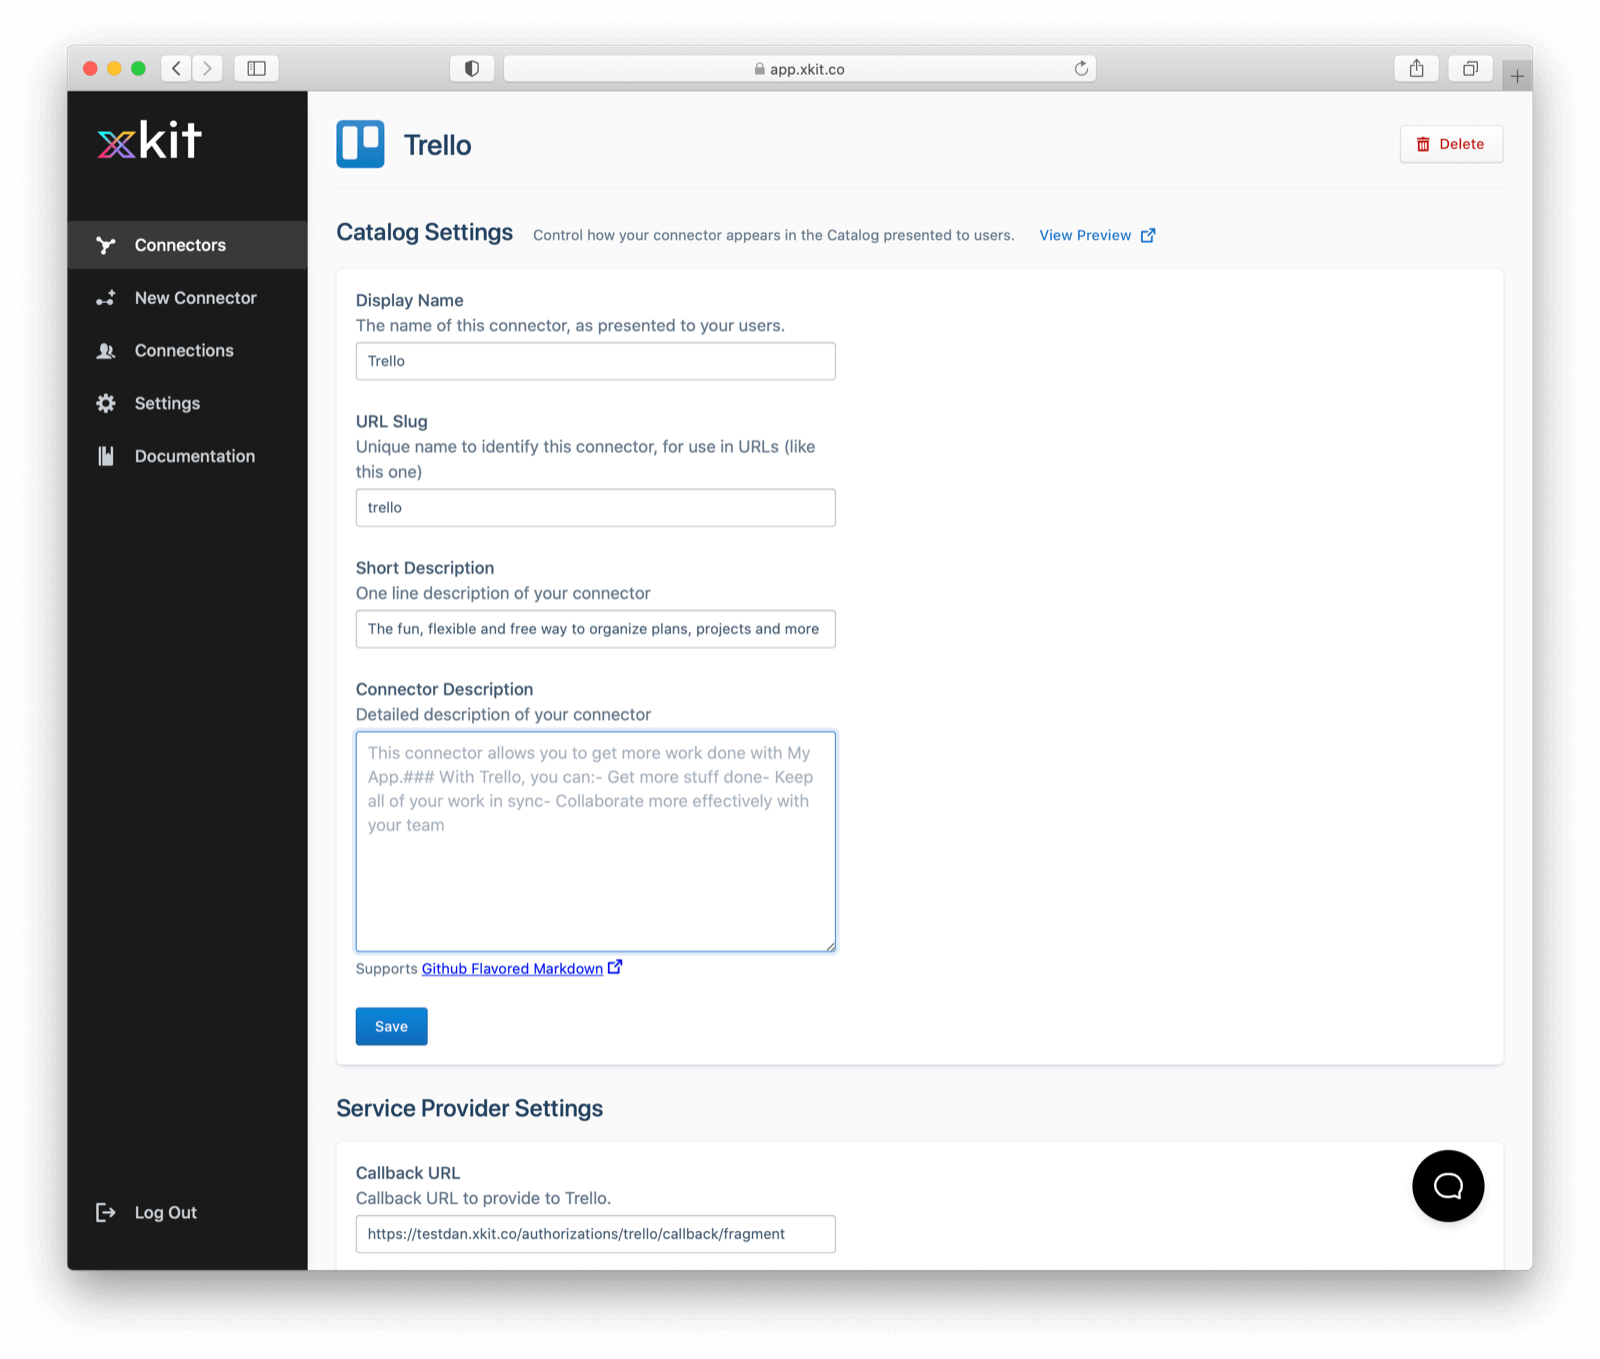 app.xkit.co
xkit
Connectors
New Connector
Connections
Settings
Documentation
Log Out
Trello
Delete
Catalog Settings Control how your connector appears in the Catalog presented to users. View Preview
Display Name
The name of this connector, as presented to your users.
Trello
URL Slug
Unique name to identify this connector, for use in URLs (like
this one)
trello
Short Description
One line description of your connector
The fun, flexible and free way to organize plans, projects and more
Connector Description
Detailed description of your connector
This connector allows you to get more work done with My
App.### With Trello, you can:- Get more stuff done- Keep
all of your work in sync- Collaborate more effectively with
your team
Supports Github Flavored Markdown
Save
Service Provider Settings
Callback URL
Callback URL to provide to Trello.
https://testdan.xkit.co/authorizations/trello/callback/fragment